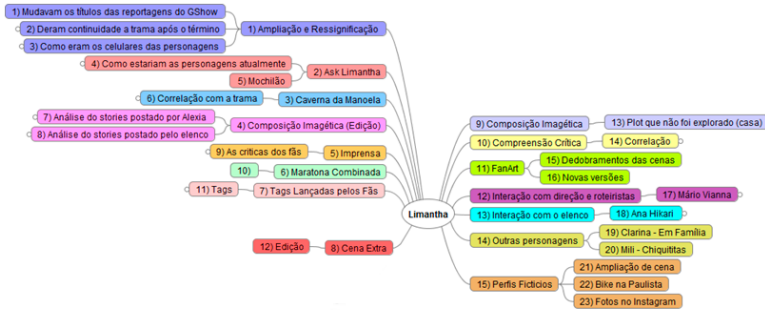 1) Mudavam os títulos das reportagens do GShow
2) Deram continuidade a trama após o término
3) Como eram os celulares das personagens
1) Ampliação e Ressignificação
4) Como estariam as personagens atualmente
5) Mochilão
2) Ask Limantha
6) Correlação com a trama
3) Caverna da Manoela
7) Análise do stories postado por Alexia
8) Análise do stories postado pelo elenco
4) Composição Imagética (Edição)
9) As criticas dos fãs
5) Imprensa
10)
6) Maratona Combinada
11) Tags
7) Tags Lançadas pelos Fãs
12) Edição
8) Cena Extra
Limantha
9) Composição Imagética
13) Plot que não foi explorado (casa)
10) Compreensão Crítica
14) Correlação
11) FanArt
15) Dedobramentos das cenas
16) Novas versões
12) Interação com direção e roteiristas
17) Mário Vianna
13) Interação com o elenco
18) Ana Hikari
14) Outras personagens
19) Clarina - Em Família
20) Mili - Chiquititas
15) Perfis Ficticios
21) Ampliação de cena
22) Bike na Paulista
23) Fotos no Instagram